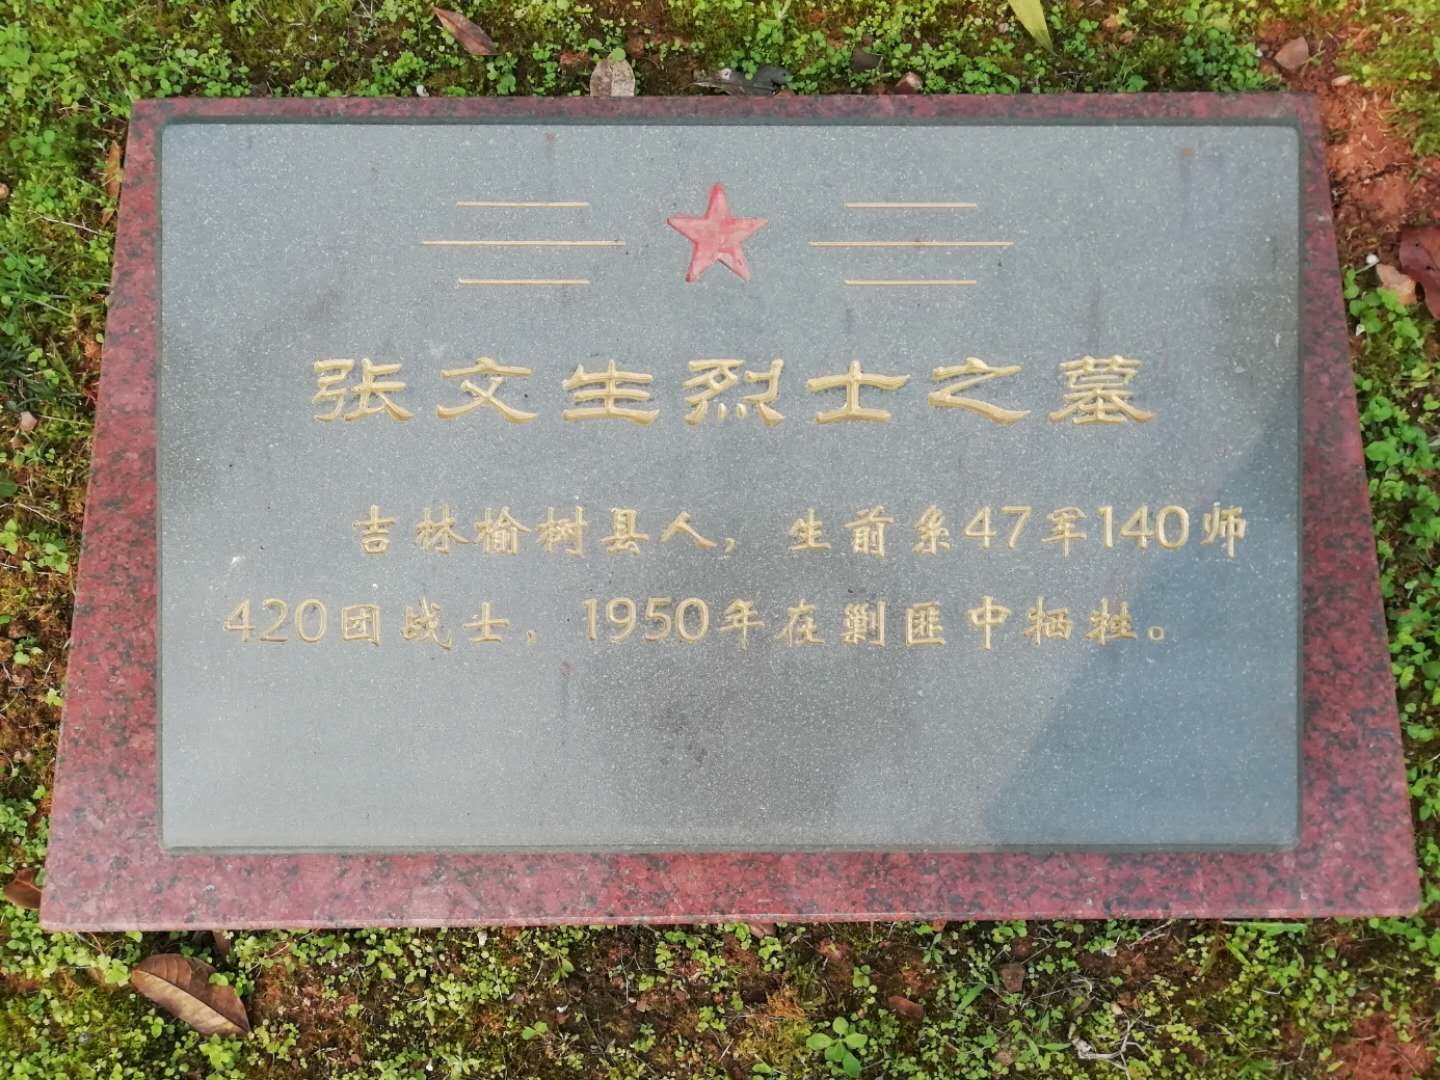 张文生烈士之墓
吉林榆树县人，生前系47军140师
420团战士，1950年在剿匪中牺牲。